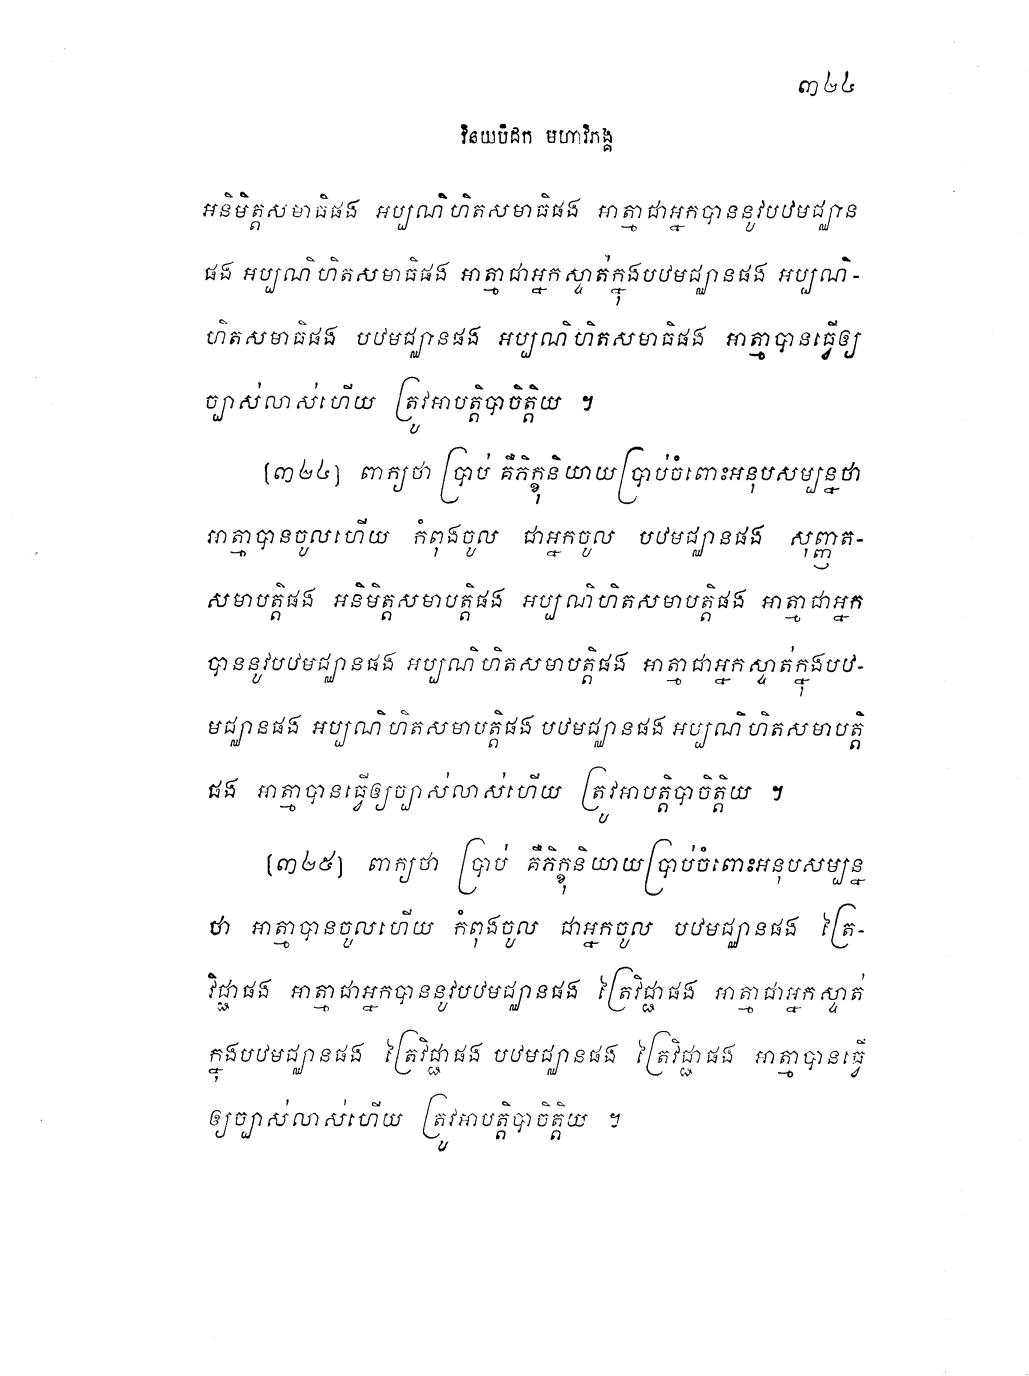 ៣២៤
វិនយបិដក មហាវិភង្គ
អនិមិត្តសមាធិផង អប្បណិហិតសមាធិផង អាត្មាជាអ្នកបាននូវបឋមជ្ឈាន
ផង អប្បណិហិតសមាធិផង អាត្មាជាអ្នកស្ទាត់ក្នុងបឋមជ្ឈានផង អប្បណិ-
ហិតសមាធិផង បឋមជ្ឈានផង អប្បណិហិតសមាធិផង អាត្មាបានធ្វើឲ្យ
ច្បាស់លាស់ហើយ ត្រូវអាបត្តិបាចិត្តិយ ។
[៣២៤] ពាក្យថា ប្រាប់ គឺភិក្ខុនិយាយប្រាប់ចំពោះអនុបសម្បន្នថា
អាត្មាបានចូលហើយ កំពុងចូល ជាអ្នកចូល បឋមជ្ឈានផង សុញ្ញត-
សមាបត្តិផង អនិមិត្តសមាបត្តិផង អប្បណិហិតសមាបត្តិផង អាត្មាជាអ្នក
បាននូវបឋមជ្ឈានផង អប្បណិហិតសមាបត្តិផង អាត្មាជាអ្នកស្ទាត់ក្នុងបឋ-
មជ្ឈានផង អប្បណិហិតសមាបត្តិផង បឋមជ្ឈានផង អប្បណិហិតសមាបត្តិ
ផង អាត្មាបានធ្វើឲ្យច្បាស់លាស់ហើយ ត្រូវអាបត្តិបាចិត្តិយ ។
[៣២៥] ពាក្យថា ប្រាប់ គឺភិក្ខុនិយាយប្រាប់ចំពោះអនុបសម្បន្ន
ថា អាត្មាបានចូលហើយ កំពុងចូល ជាអ្នកចូល បឋមជ្ឈានផង ត្រៃ-
វិជ្ជាផង អាត្មាជាអ្នកបាននូវបឋមជ្ឈានផង ត្រៃវិជ្ជាផង អាត្មាជាអ្នកស្ទាត់
ក្នុងបឋមជ្ឈានផង ត្រៃវិជ្ជាផង បឋមជ្ឈានផង ត្រៃវិជ្ជាផង អាត្មាបានធ្វើ
ឲ្យច្បាស់លាស់ហើយ ត្រូវអាបត្តិបាចិត្តិយ ។